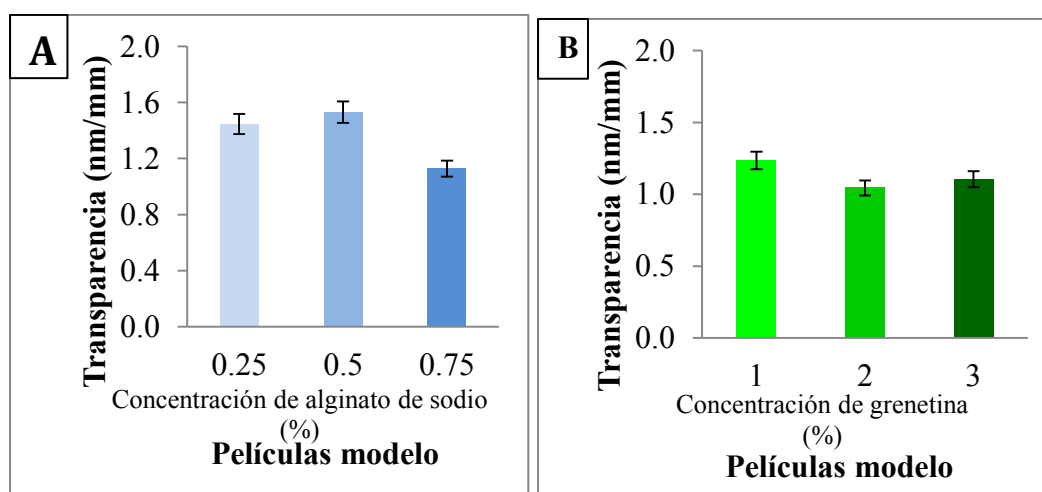 A
Transparencia (nm/mm)
2.0
1.6
1.2
0.8
0.4
0.0
0.25 0.5 0.75
Concentración de alginato de sodio
(%)
Películas modelo
B
Transparencia (nm/mm)
2.0
1.5
1.0
0.5
0.0
1 2 3
Concentración de grenetina
(%)
Películas modelo